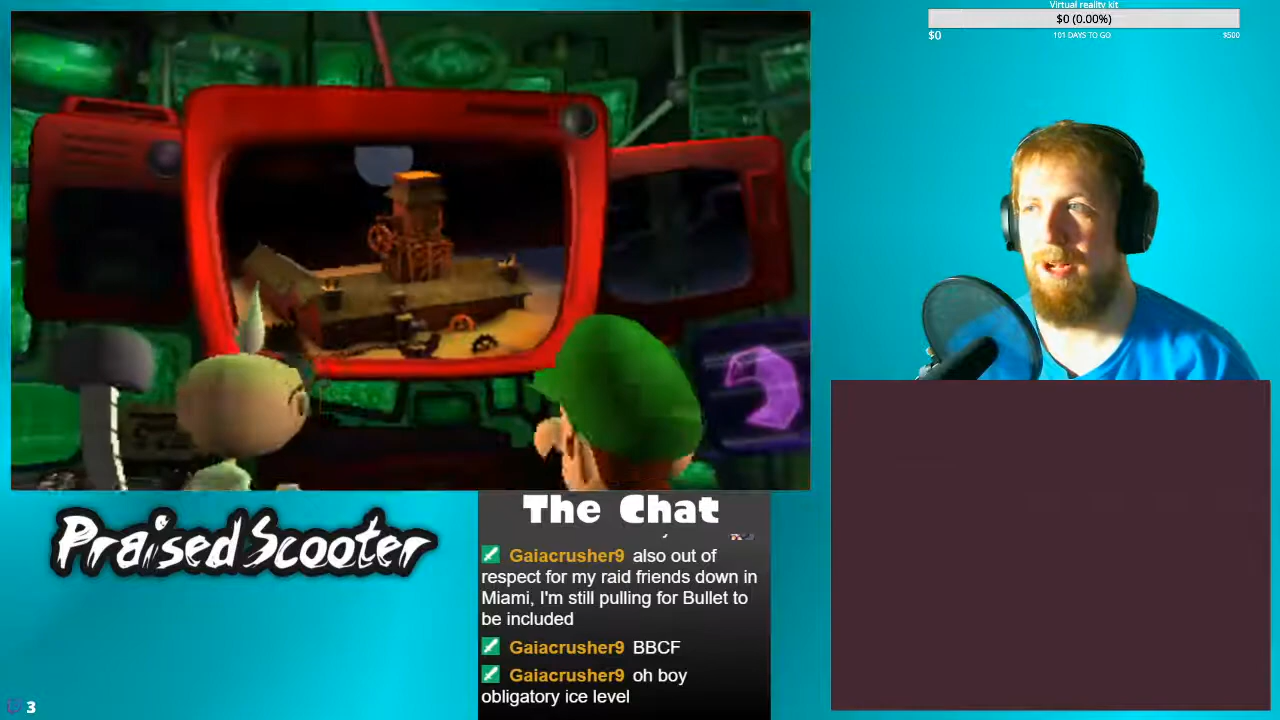 Virtual reality kit
$0 (0.00%)
$0 101 DAYS TO GO $500
PraisedScooter
The Chat
Gaiacrusher9 also out of
respect for my raid friends down in
Miami, I'm still pulling for Bullet to
be included
Gaiacrusher9 BBCF
Gaiacrusher9 oh boy
obligatory ice level
3